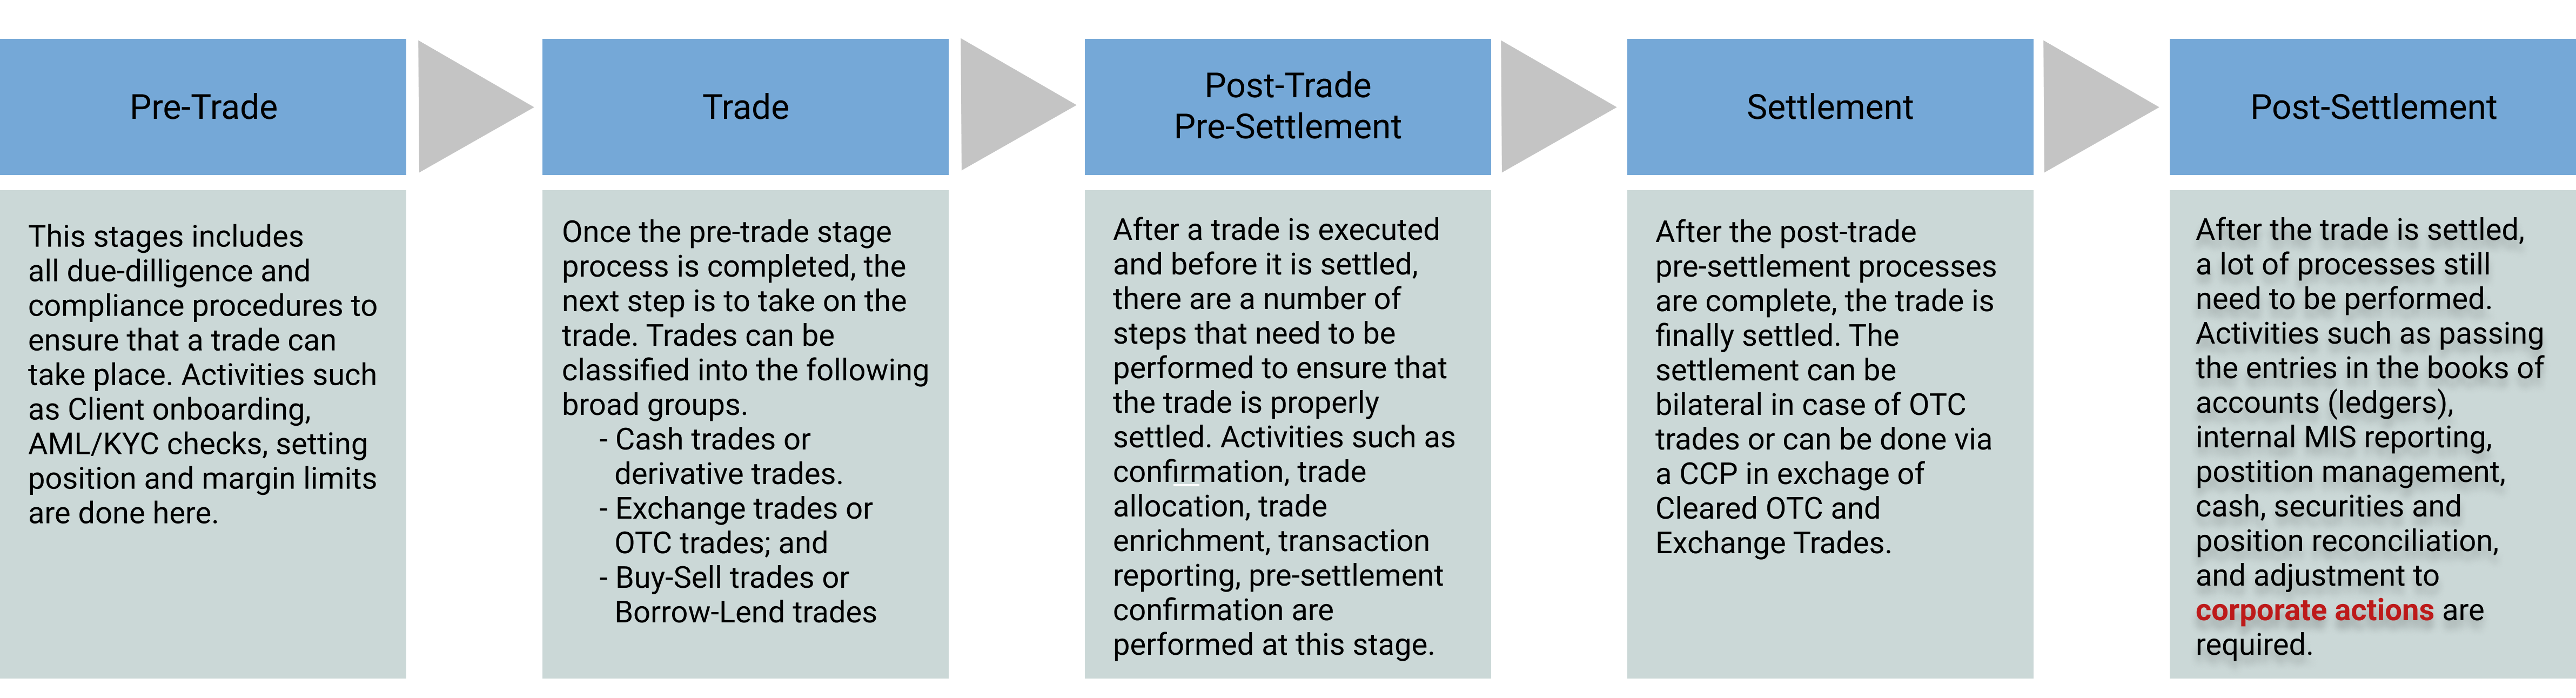 Pre-Trade
This stages includes
all due-dilligence and
compliance procedures to
ensure that a trade can
take place. Activities such
as Client onboarding,
AML/KYC checks, setting
position and margin limits
are done here.
Trade
Once the pre-trade stage
process is completed, the
next step is to take on the
trade. Trades can be
classified into the following
broad groups.
- Cash trades or
derivative trades.
- Exchange trades or
OTC trades; and
- Buy-Sell trades or
Borrow-Lend trades
Post-Trade
Pre-Settlement
After a trade is executed
and before it is settled,
there are a number of
steps that need to be
performed to ensure that
the trade is properly
settled. Activities such as
confirmation, trade
allocation, trade
enrichment, transaction
reporting, pre-settlement
confirmation are
performed at this stage.
Settlement
After the post-trade
pre-settlement processes
are complete, the trade is
finally settled. The
settlement can be
bilateral in case of OTC
trades or can be done via
a CCP in exchage of
Cleared OTC and
Exchange Trades.
Post-Settlement
After the trade is settled,
a lot of processes still
need to be performed.
Activities such as passing
the entries in the books of
accounts (ledgers),
internal MIS reporting,
postition management,
cash, securities and
position reconciliation,
and adjustment to
corporate actions are
required.